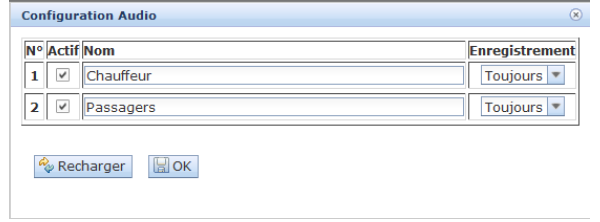 Configuration Audio
N° Actif Nom Enregistrement
1 Chauffeur Toujours
2 Passagers Toujours
Recharger OK